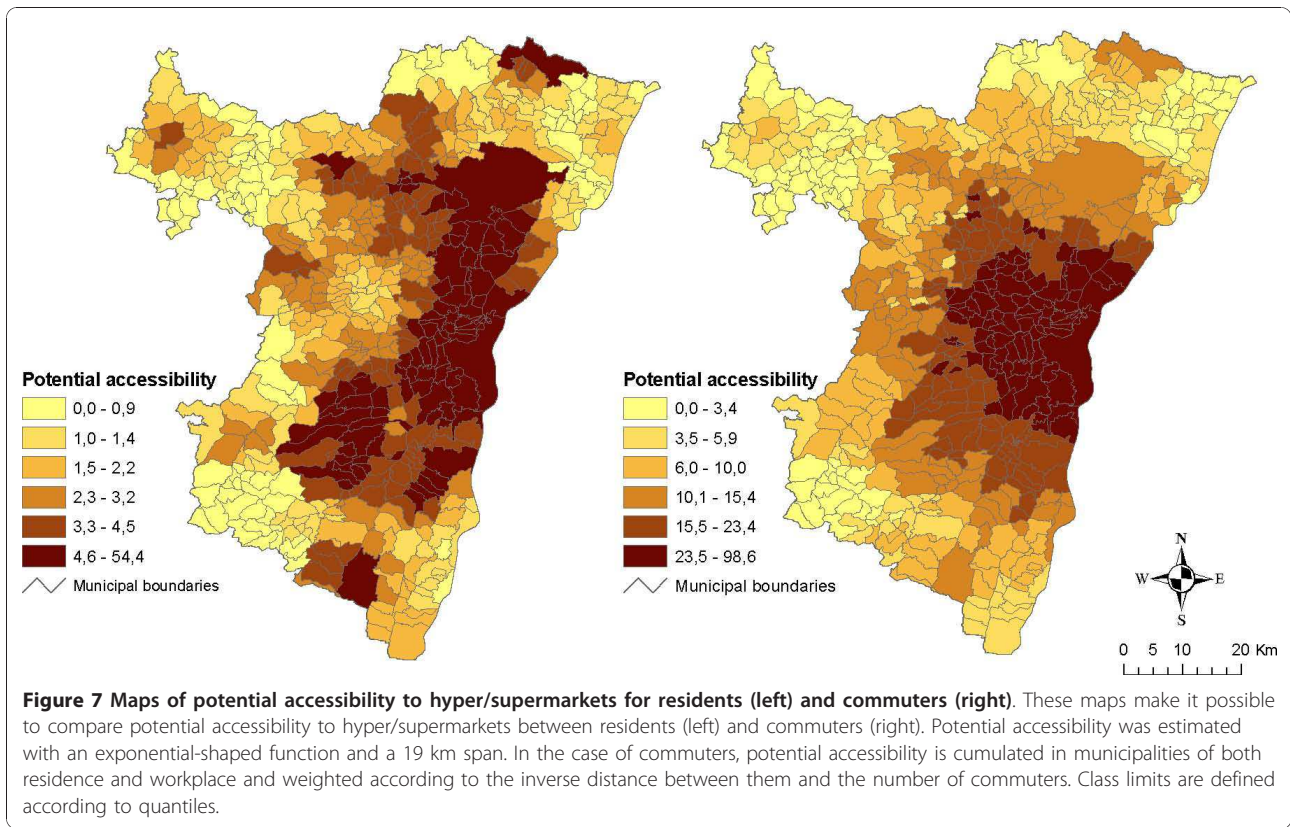 Potential accessibility
0,0 - 0,9
1,0 - 1,4
1,5 - 2,2
2,3 - 3,2
3,3 - 4,5
4,6 - 54,4
Municipal boundaries
Potential accessibility
0,0 - 3,4
3,5 - 5,9
6,0 - 10,0
10,1 - 15,4
15,5 - 23,4
23,5 - 98,6
Municipal boundaries
N
W E
S
0 5 10 20 Km
Figure 7 Maps of potential accessibility to hyper/supermarkets for residents (left) and commuters (right). These maps make it possible
to compare potential accessibility to hyper/supermarkets between residents (left) and commuters (right). Potential accessibility was estimated
with an exponential-shaped function and a 19 km span. In the case of commuters, potential accessibility is cumulated in municipalities of both
residence and workplace and weighted according to the inverse distance between them and the number of commuters. Class limits are defined
according to quantiles.